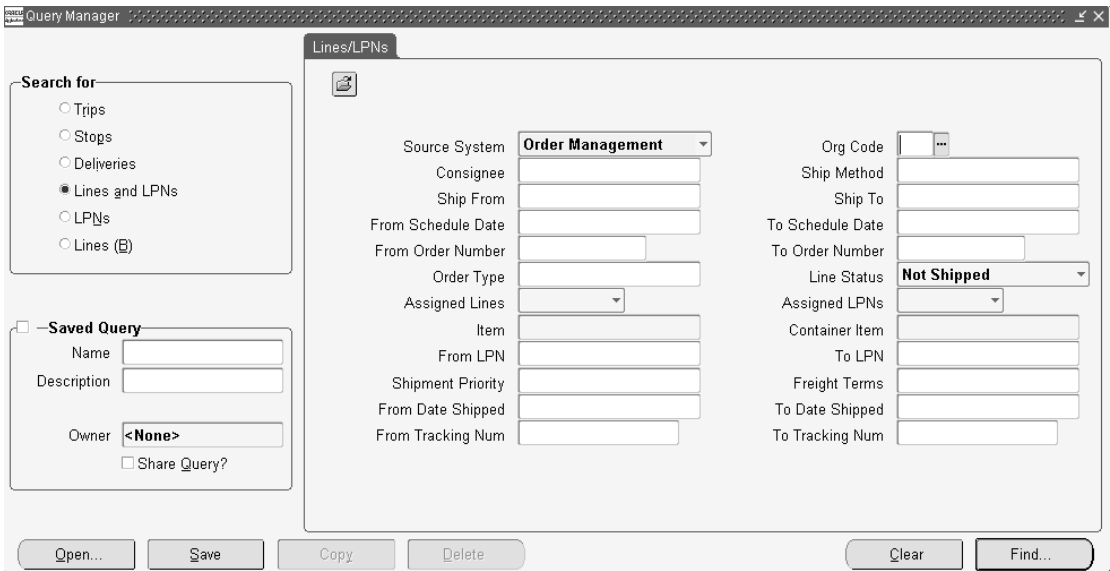 Query Manager
Lines/LPNs
Search for
Trips
Stops
Deliveries
Lines and LPNs
LPNs
Lines (B)
Saved Query
Name
Description
Owner <None>
Share Query?
Source System Order Management Org Code
Consignee Ship Method
Ship From Ship To
From Schedule Date To Schedule Date
From Order Number To Order Number
Order Type Line Status Not Shipped
Assigned Lines Assigned LPNs
Item Container Item
From LPN To LPN
Shipment Priority Freight Terms
From Date Shipped To Date Shipped
From Tracking Num To Tracking Num
Open... Save Copy Delete Clear Find...